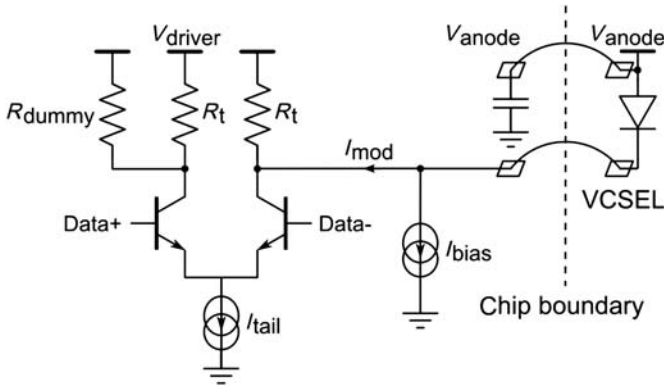 Vdriver
Vanode
Vanode
Rdummy
Rt
Rt
Imod
VCSEL
Data+
Data-
Ibias
Chip boundary
Itail